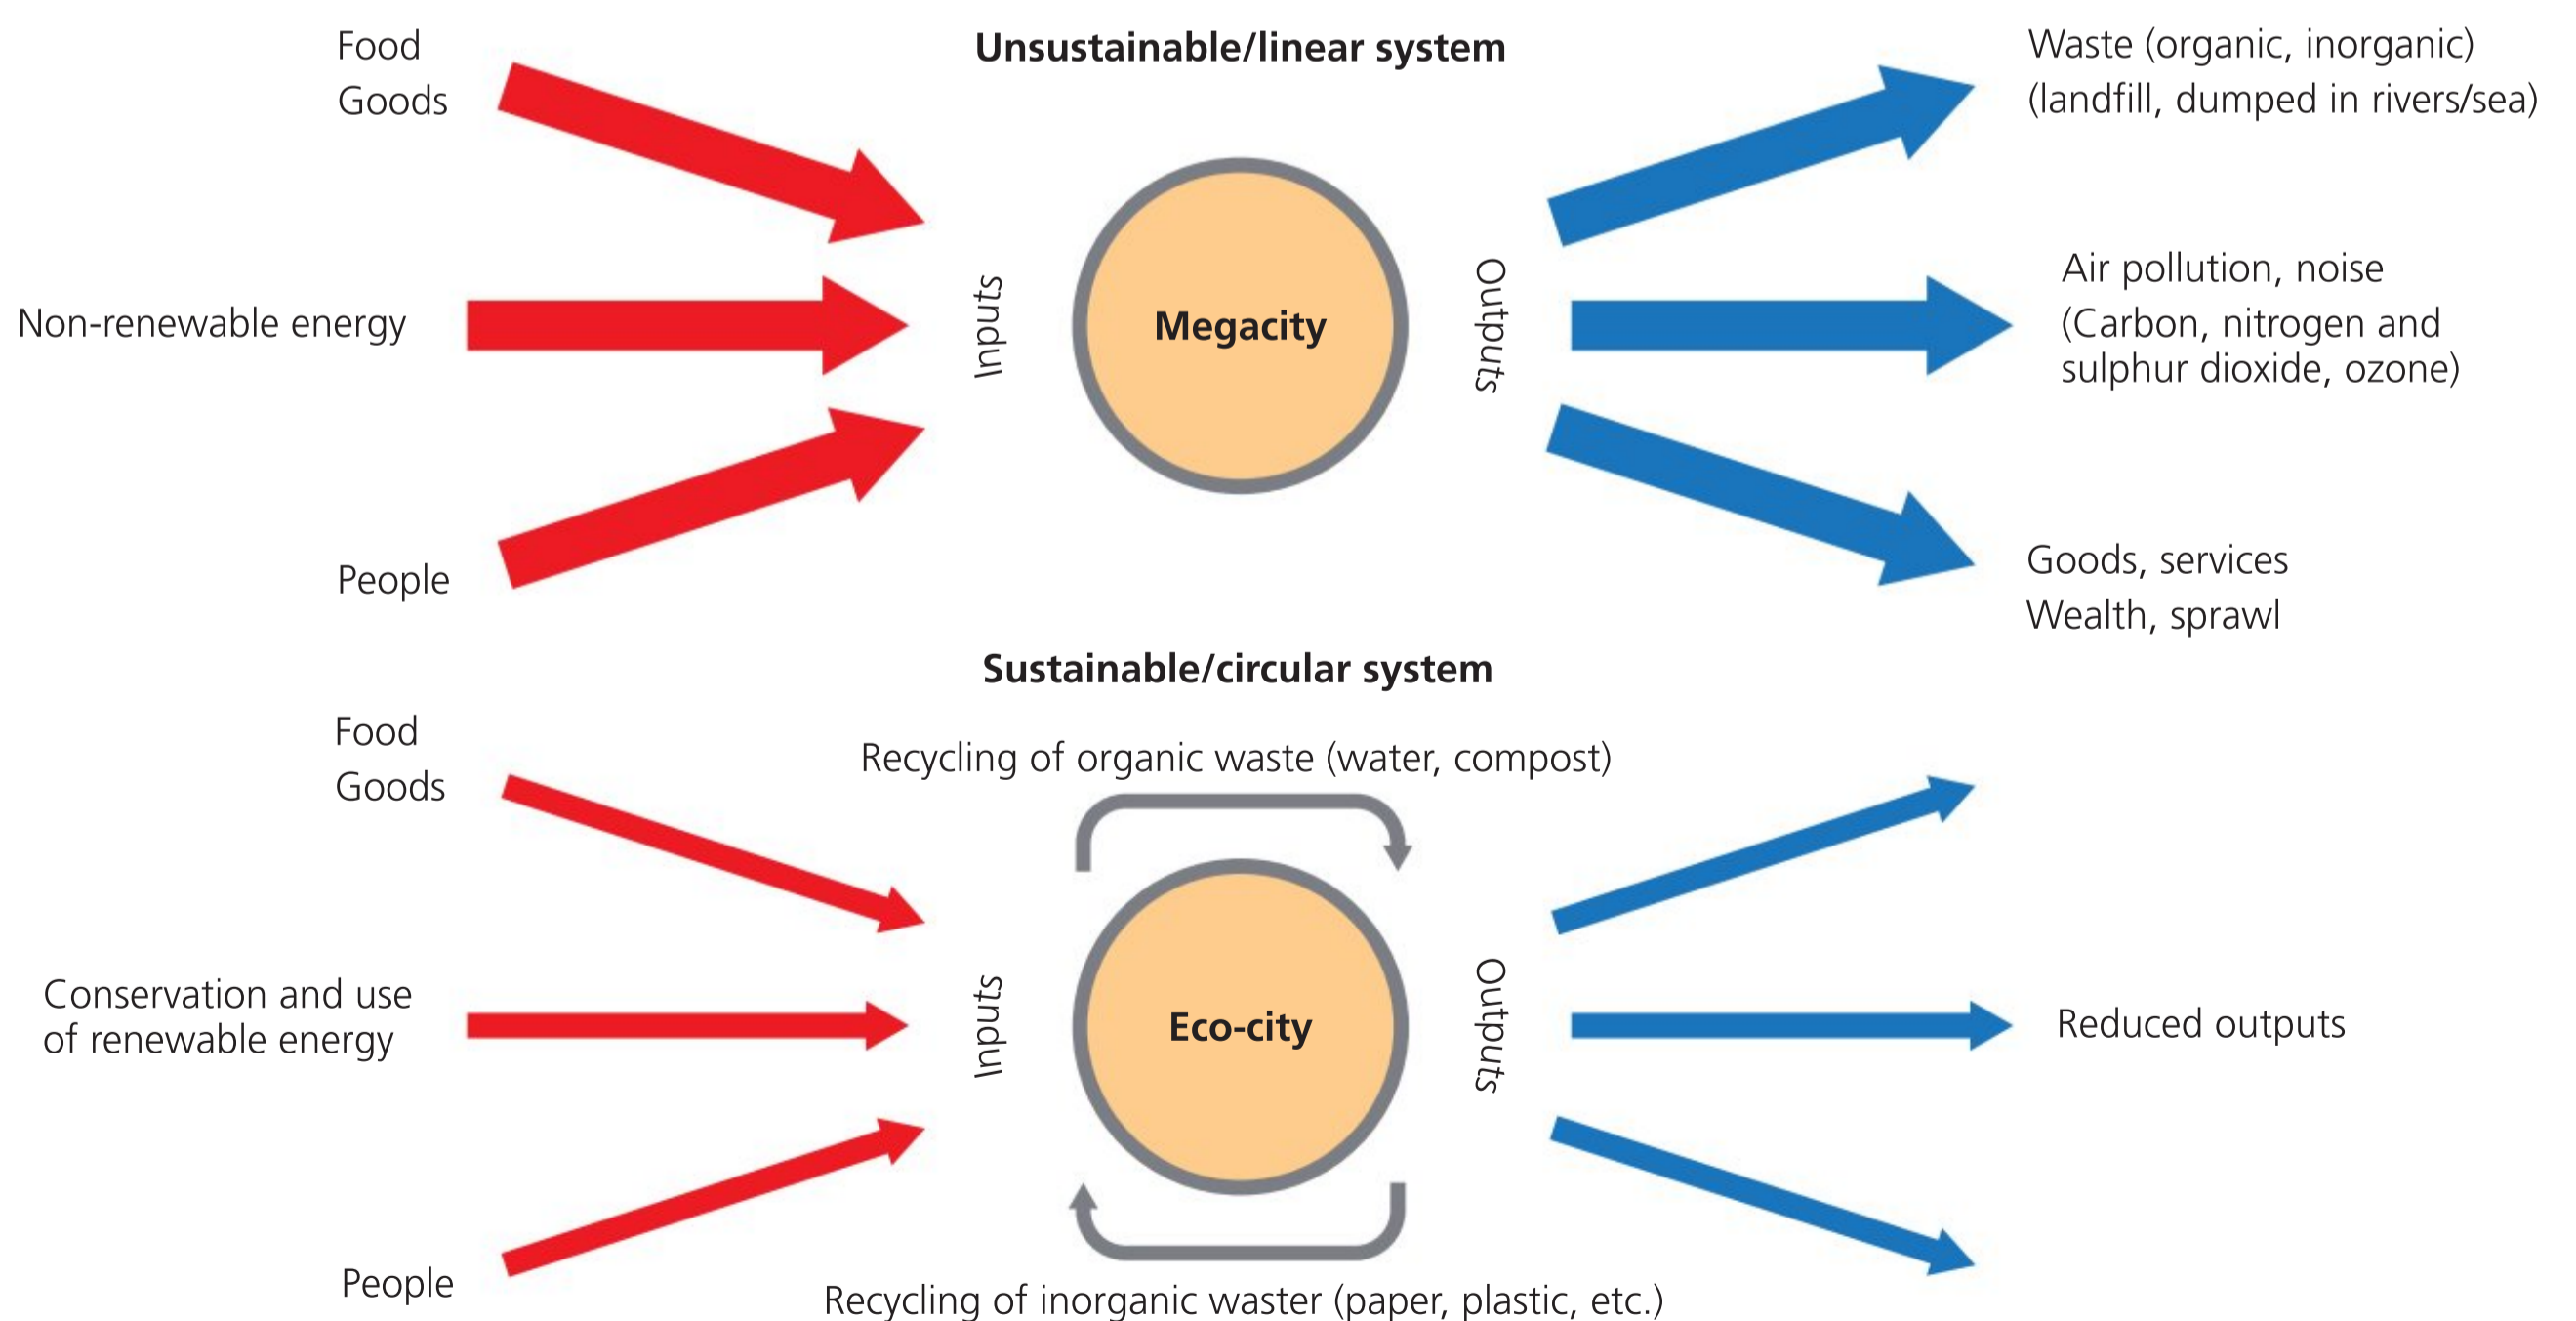 Unsustainable/linear system
Food
Goods
Non-renewable energy
People
Inputs
Megacity
Outputs
Waste (organic, inorganic)
(landfill, dumped in rivers/sea)
Air pollution, noise
(Carbon, nitrogen and
sulphur dioxide, ozone)
Goods, services
Wealth, sprawl
Sustainable/circular system
Food
Goods
Conservation and use
of renewable energy
People
Inputs
Recycling of organic waste (water, compost)
Eco-city
Recycling of inorganic waster (paper, plastic, etc.)
Outputs
Reduced outputs